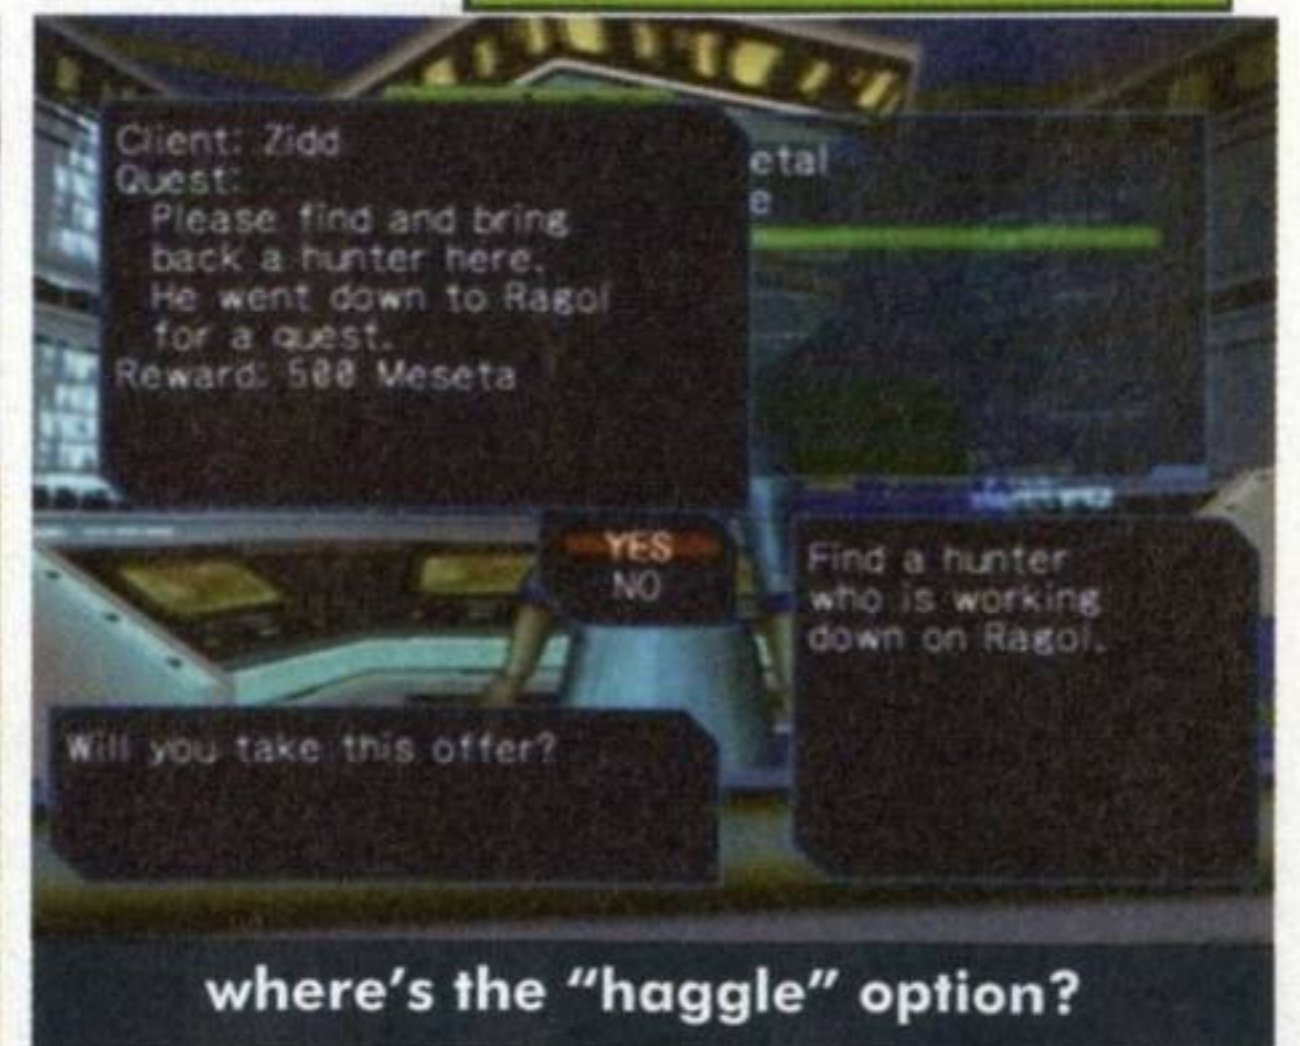 Client: Zidd
Quest:
Please find and bring
back a hunter here.
He went down to Ragol
for a quest.
Reward: 500 Meseta
etal
e
YES
NO
Find a hunter
who is working
down on Ragol.
Will you take this offer?
where's the “haggle” option?